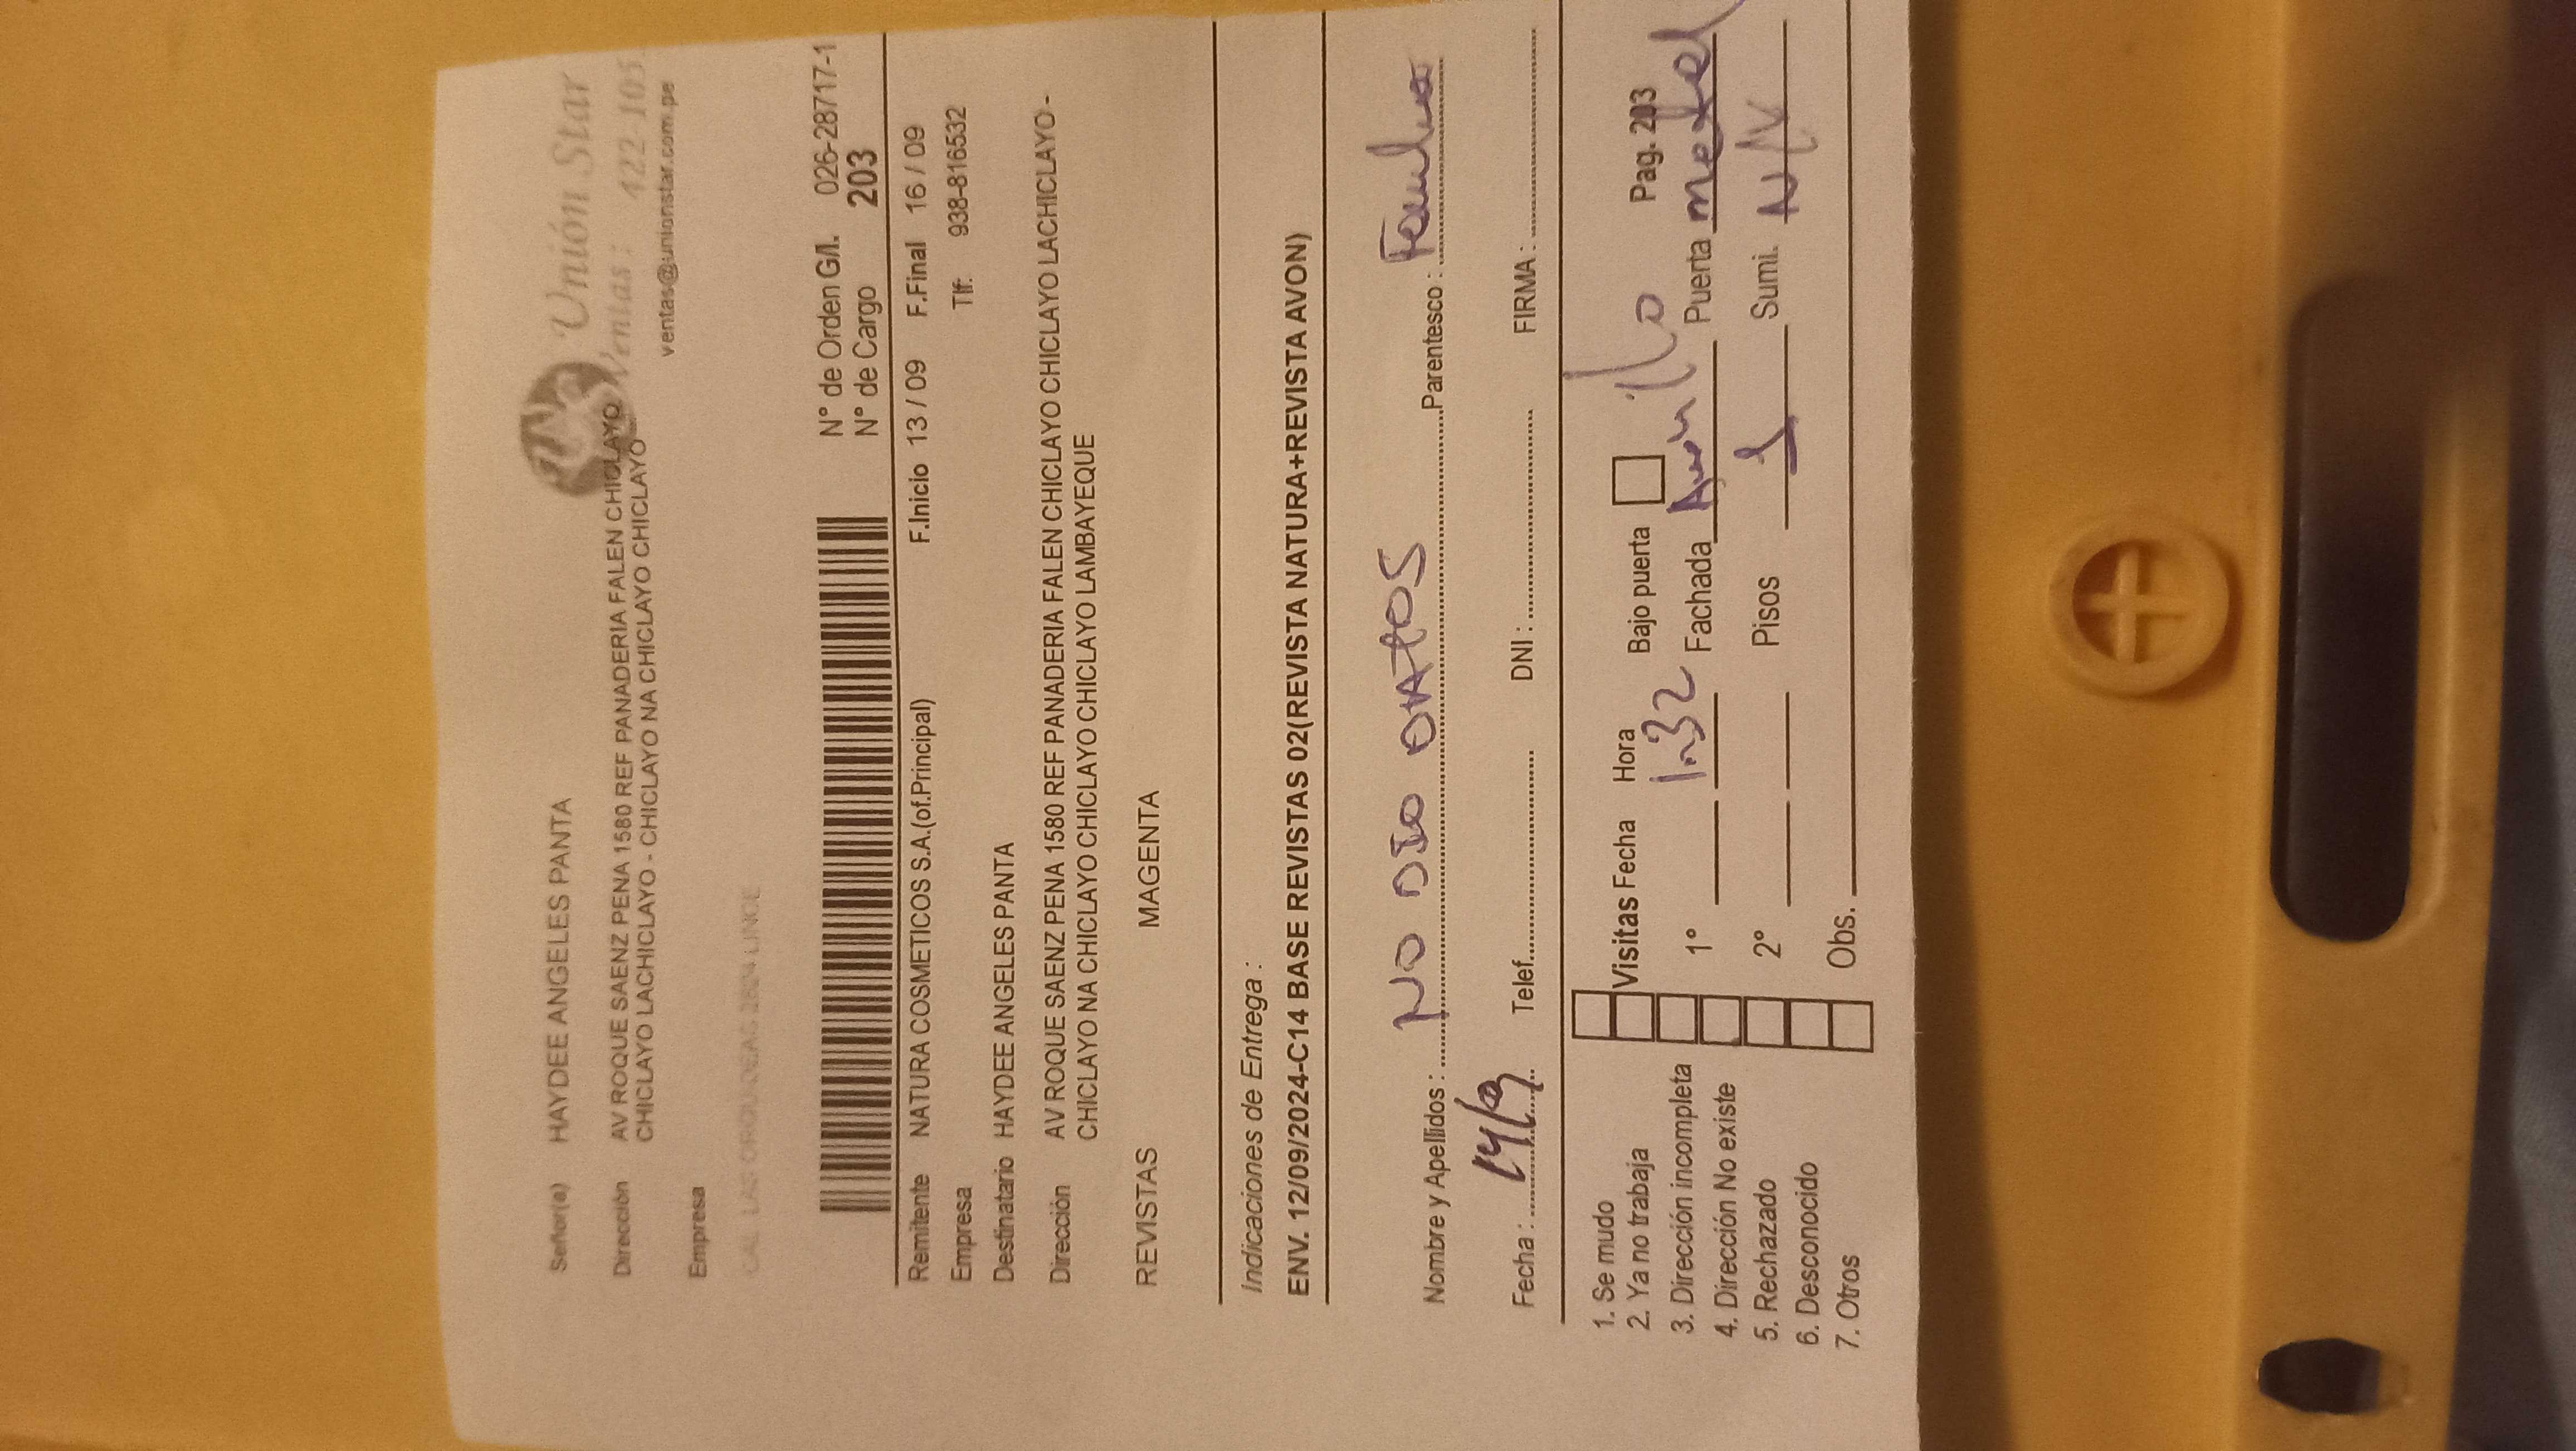 Unión Star
Ventas: 422-105
ventas@unionstar.com.pe
Señor(a) HAYDEE ANGELES PANTA
Dirección AV ROQUE SAENZ PENA 1580 REF PANADERIA FALEN CHICLAYO
CHICLAYO LACHICLAYO - CHICLAYO NA CHICLAYO CHICLAYO
Empresa
N° de Orden G/I. 026-28717-1
N° de Cargo 203
Remitente NATURA COSMETICOS S.A.(of.Principal) F.Inicio 13 / 09 F.Final 16 / 09
Empresa Tlf: 938-816532
Destinatario HAYDEE ANGELES PANTA
Dirección AV ROQUE SAENZ PENA 1580 REF PANADERIA FALEN CHICLAYO CHICLAYO CHICLAYO LACHICLAYO-
CHICLAYO NA CHICLAYO CHICLAYO CHICLAYO LAMBAYEQUE
REVISTAS MAGENTA
Indicaciones de Entrega :
ENV. 12/09/2024-C14 BASE REVISTAS 02(REVISTA NATURA+REVISTA AVON)
Nombre y Apellidos : NO DIO DATOS Parentesco :
Fecha : 14/09 Telef. DNI : FIRMA :
1. Se mudo
2. Ya no trabaja
3. Dirección incompleta
4. Dirección No existe
5. Rechazado
6. Desconocido
7. Otros
Visitas Fecha Hora Bajo puerta Pag. 203
1° 1:32 Fachada Puerta metal
2° Pisos 1 Sumi. N/V
Obs.